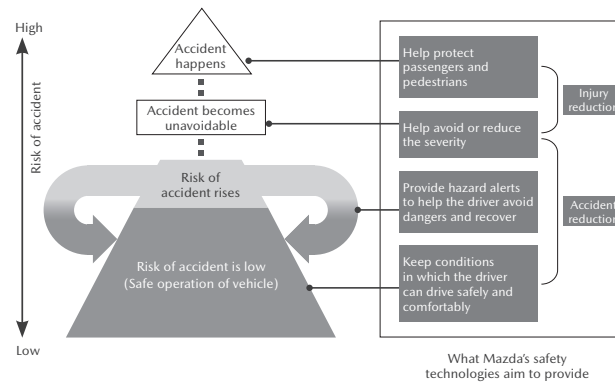 High
Risk of accident
Low
Accident
happens
Accident becomes
unavoidable
Risk of
accident rises
Risk of accident is low
(Safe operation of vehicle)
Help protect
passengers and
pedestrians
Help avoid or reduce
the severity
Provide hazard alerts
to help the driver avoid
dangers and recover
Keep conditions
in which the driver
can drive safely and
comfortably
Injury
reduction
Accident
reduction
What Mazda’s safety
technologies aim to provide